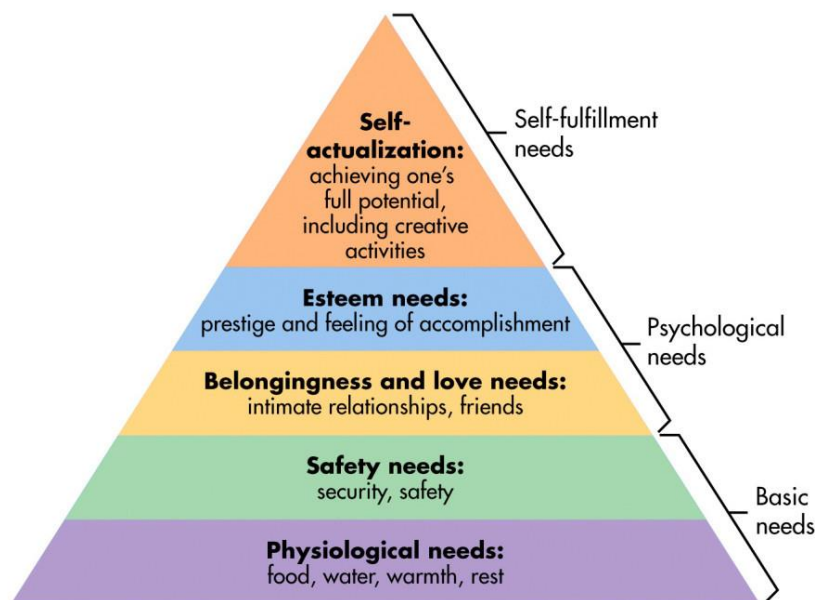 Self-
actualization:
achieving one's
full potential,
including creative
activities
Self-fulfillment
needs
Esteem needs:
prestige and feeling of accomplishment
Belongingness and love needs:
intimate relationships, friends
Psychological
needs
Safety needs:
security, safety
Physiological needs:
food, water, warmth, rest
Basic
needs